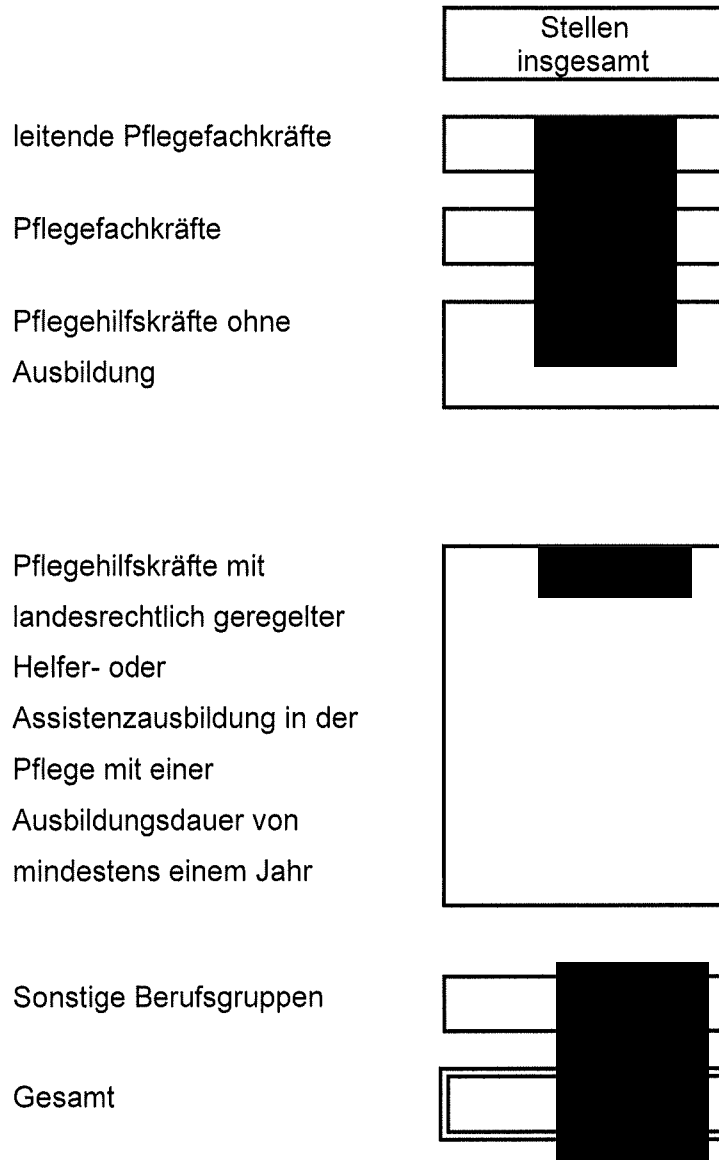 Stellen
insgesamt
leitende Pflegefachkräfte
Pflegefachkräfte
Pflegehilfskräfte ohne
Ausbildung
Pflegehilfskräfte mit
landesrechtlich geregelter
Helfer- oder
Assistenzausbildung in der
Pflege mit einer
Ausbildungsdauer von
mindestens einem Jahr
Sonstige Berufsgruppen
Gesamt